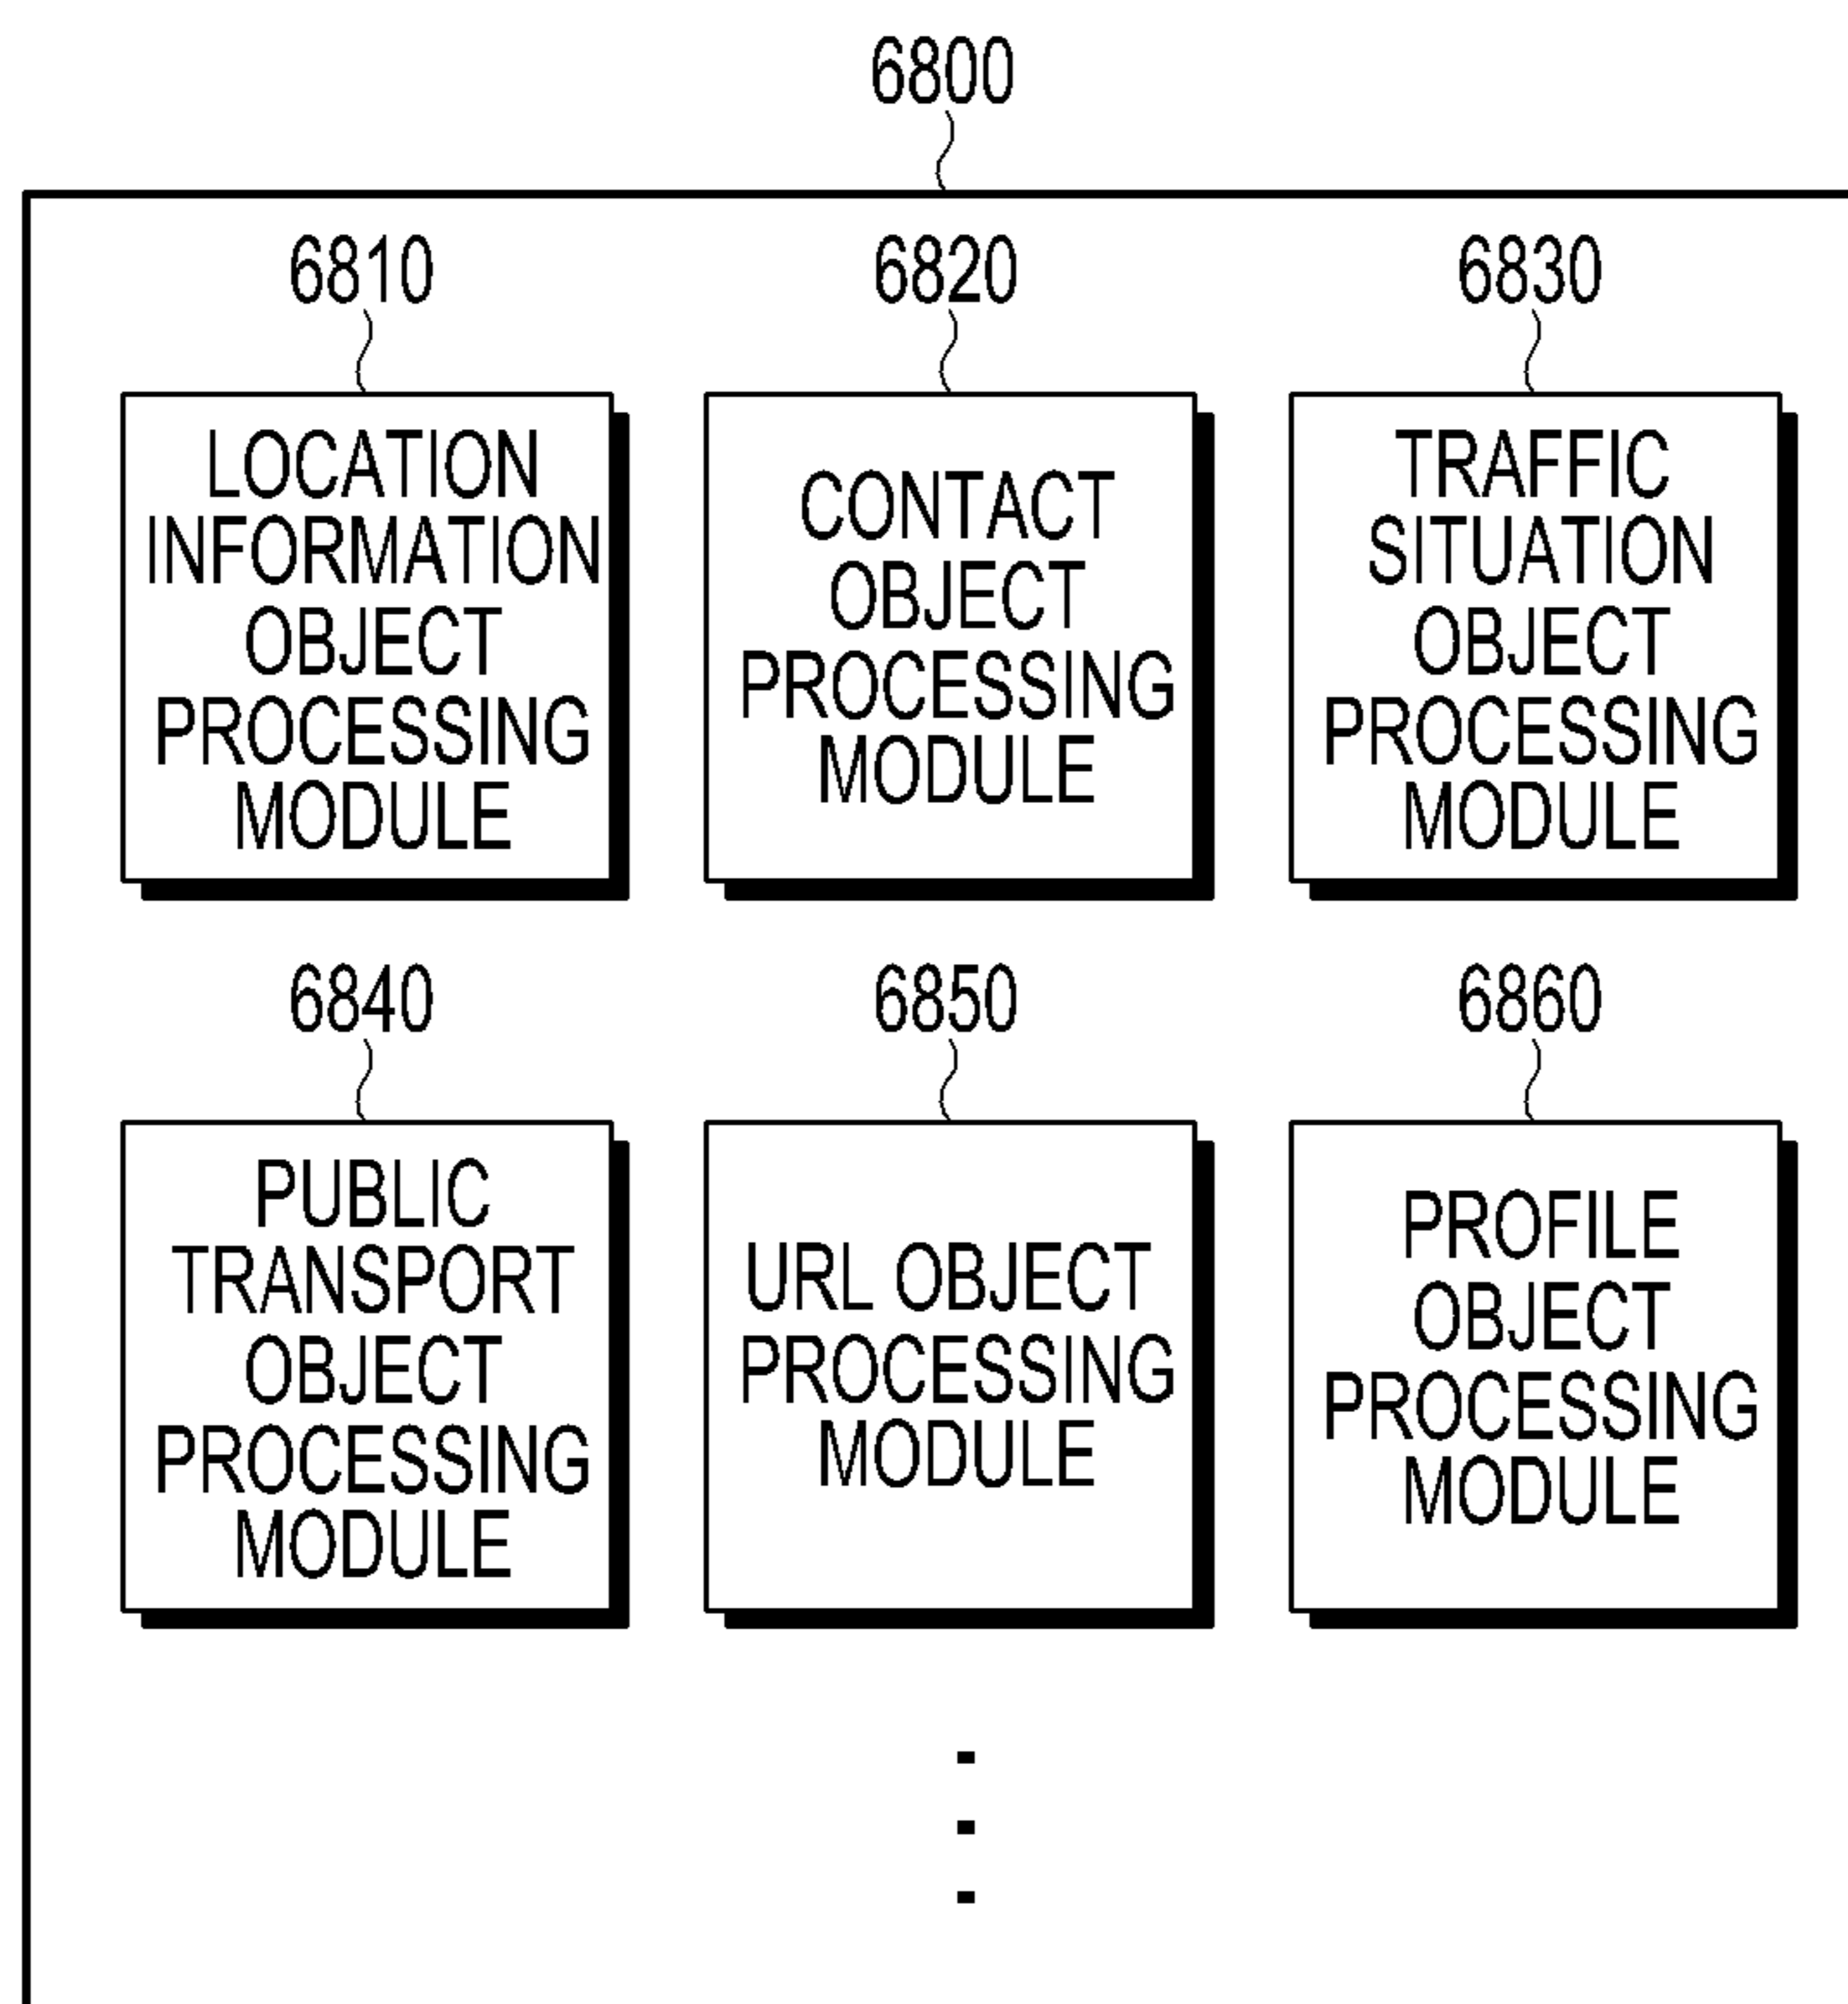 6800
6810
LOCATION
INFORMATION
OBJECT
PROCESSING
MODULE
6820
CONTACT
OBJECT
PROCESSING
MODULE
6830
TRAFFIC
SITUATION
OBJECT
PROCESSING
MODULE
6840
PUBLIC
TRANSPORT
OBJECT
PROCESSING
MODULE
6850
URL OBJECT
PROCESSING
MODULE
6860
PROFILE
OBJECT
PROCESSING
MODULE